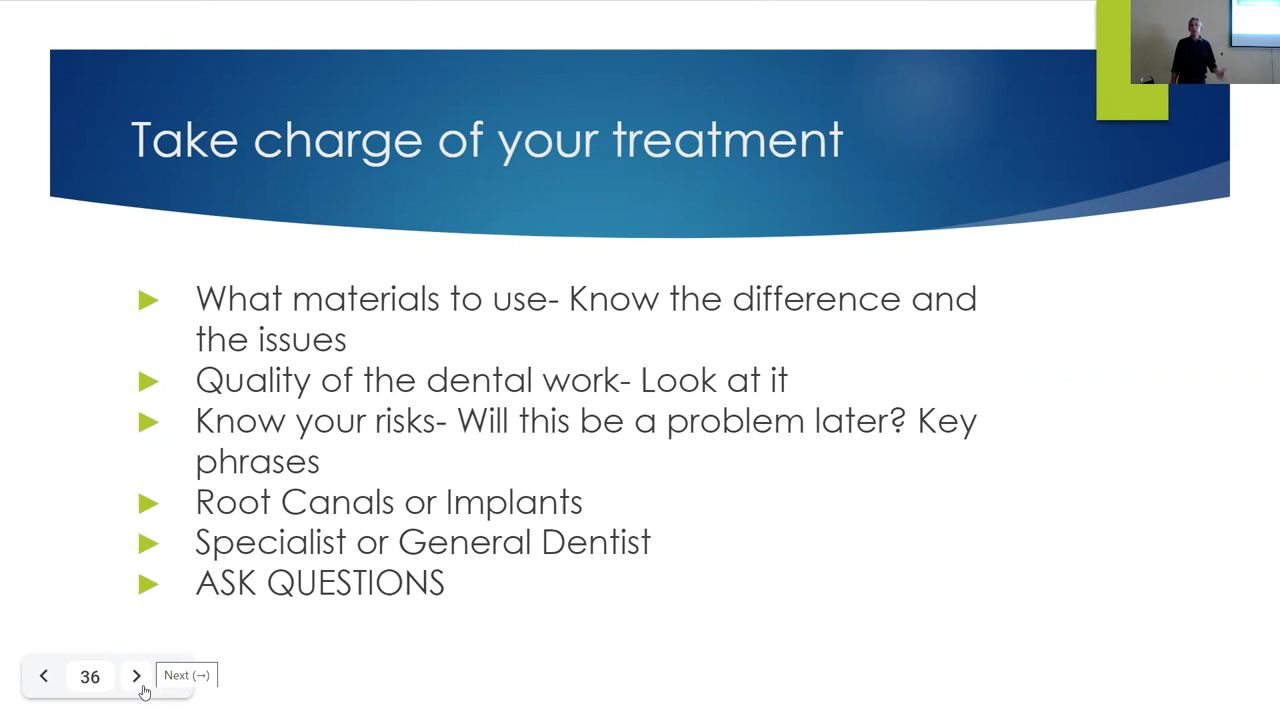 Take charge of your treatment
What materials to use- Know the difference and
the issues
Quality of the dental work- Look at it
Know your risks- Will this be a problem later? Key
phrases
Root Canals or Implants
Specialist or General Dentist
ASK QUESTIONS
36
Next (→)